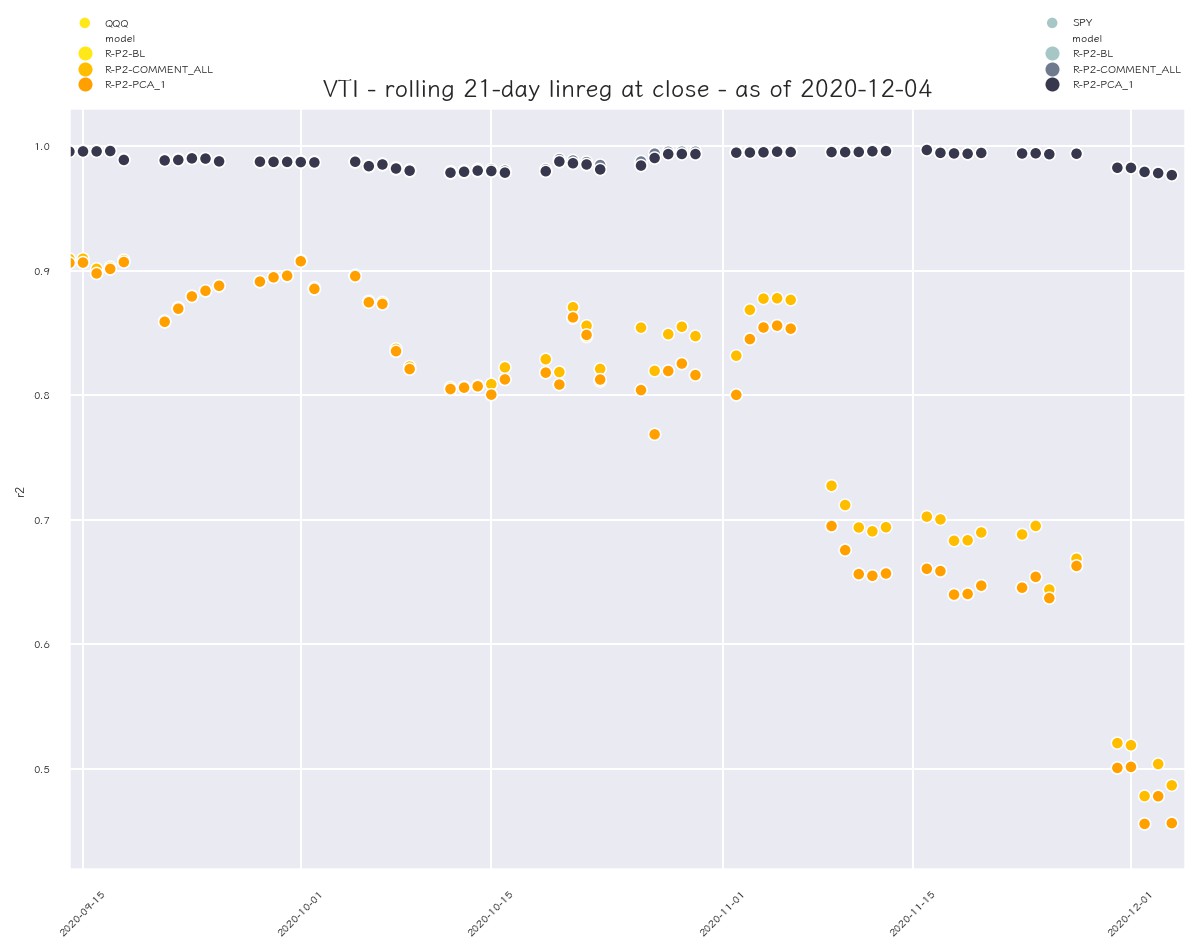 QQQ
model
R-P2-BL
R-P2-COMMENT_ALL
R-P2-PCA_1
SPY
model
R-P2-BL
R-P2-COMMENT_ALL
R-P2-PCA_1
VTI - rolling 21-day linreg at close - as of 2020-12-04
r2
1.0
0.9
0.8
0.7
0.6
0.5
2020-09-15
2020-10-01
2020-10-15
2020-11-01
2020-11-15
2020-12-01